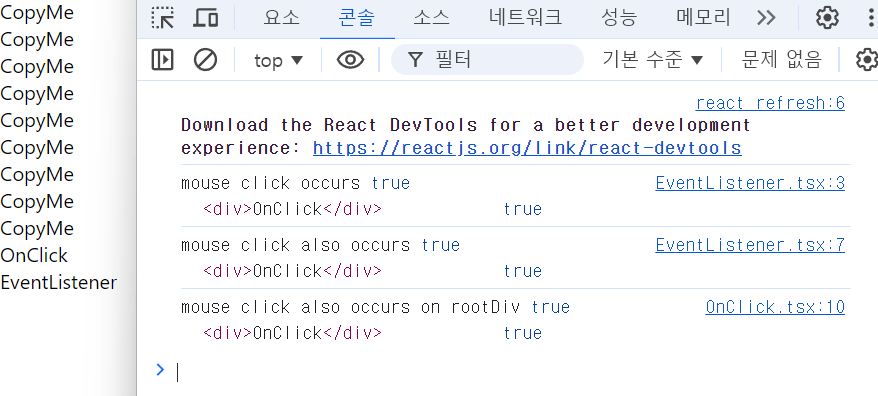 CopyMe
CopyMe
CopyMe
CopyMe
CopyMe
CopyMe
CopyMe
CopyMe
CopyMe
OnClick
EventListener
요소 콘솔 소스 네트워크 성능 메모리
top ▼ 필터 기본 수준 ▼ 문제 없음
react refresh:6
Download the React DevTools for a better development
experience: https://reactjs.org/link/react-devtools
mouse click occurs true EventListener.tsx:3
<div>OnClick</div> true
mouse click also occurs true EventListener.tsx:7
<div>OnClick</div> true
mouse click also occurs on rootDiv true OnClick.tsx:10
<div>OnClick</div> true